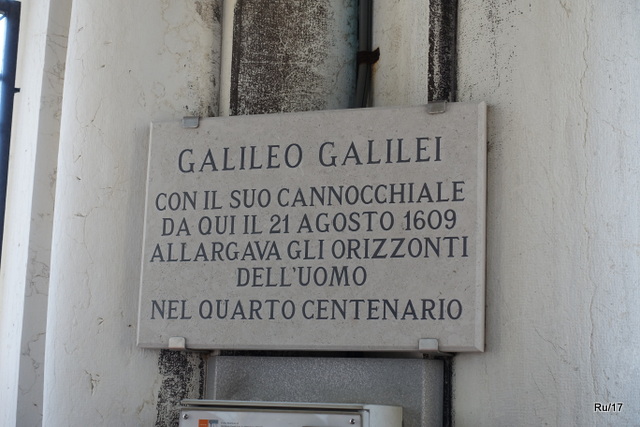 GALILEO GALILEI
CON IL SUO CANNOCCHIALE
DA QUI IL 21 AGOSTO 1609
ALLARGAVA GLI ORIZZONTI
DELL'UOMO
NEL QUARTO CENTENARIO
Ru/17